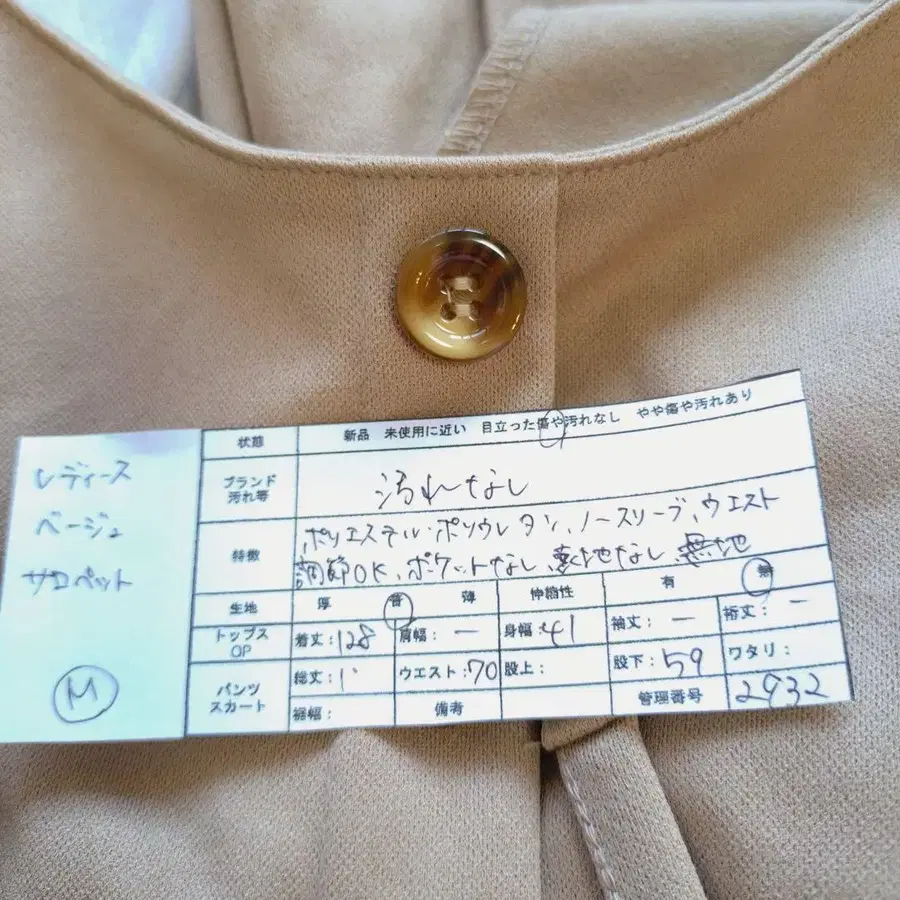 レディース
ベージュ
サロペット
M
状態 新品 未使用に近い 目立った傷や汚れなし やや傷や汚れあり
ブランド
汚れ等 汚れなし
特徴 ポリエステル・ポリウレタン、ノースリーブ、ウエスト
調節OK、ポケットなし 裏地なし 無地
生地 厚 普 薄 伸縮性 有 無
トップス
OP 着丈:128 肩幅:ー 身幅:41 袖丈:ー 裄丈:ー
パンツ
スカート 総丈:〃 ウエスト:70 股上: 股下:59 ワタリ:
裾幅: 備考 管理番号 2932